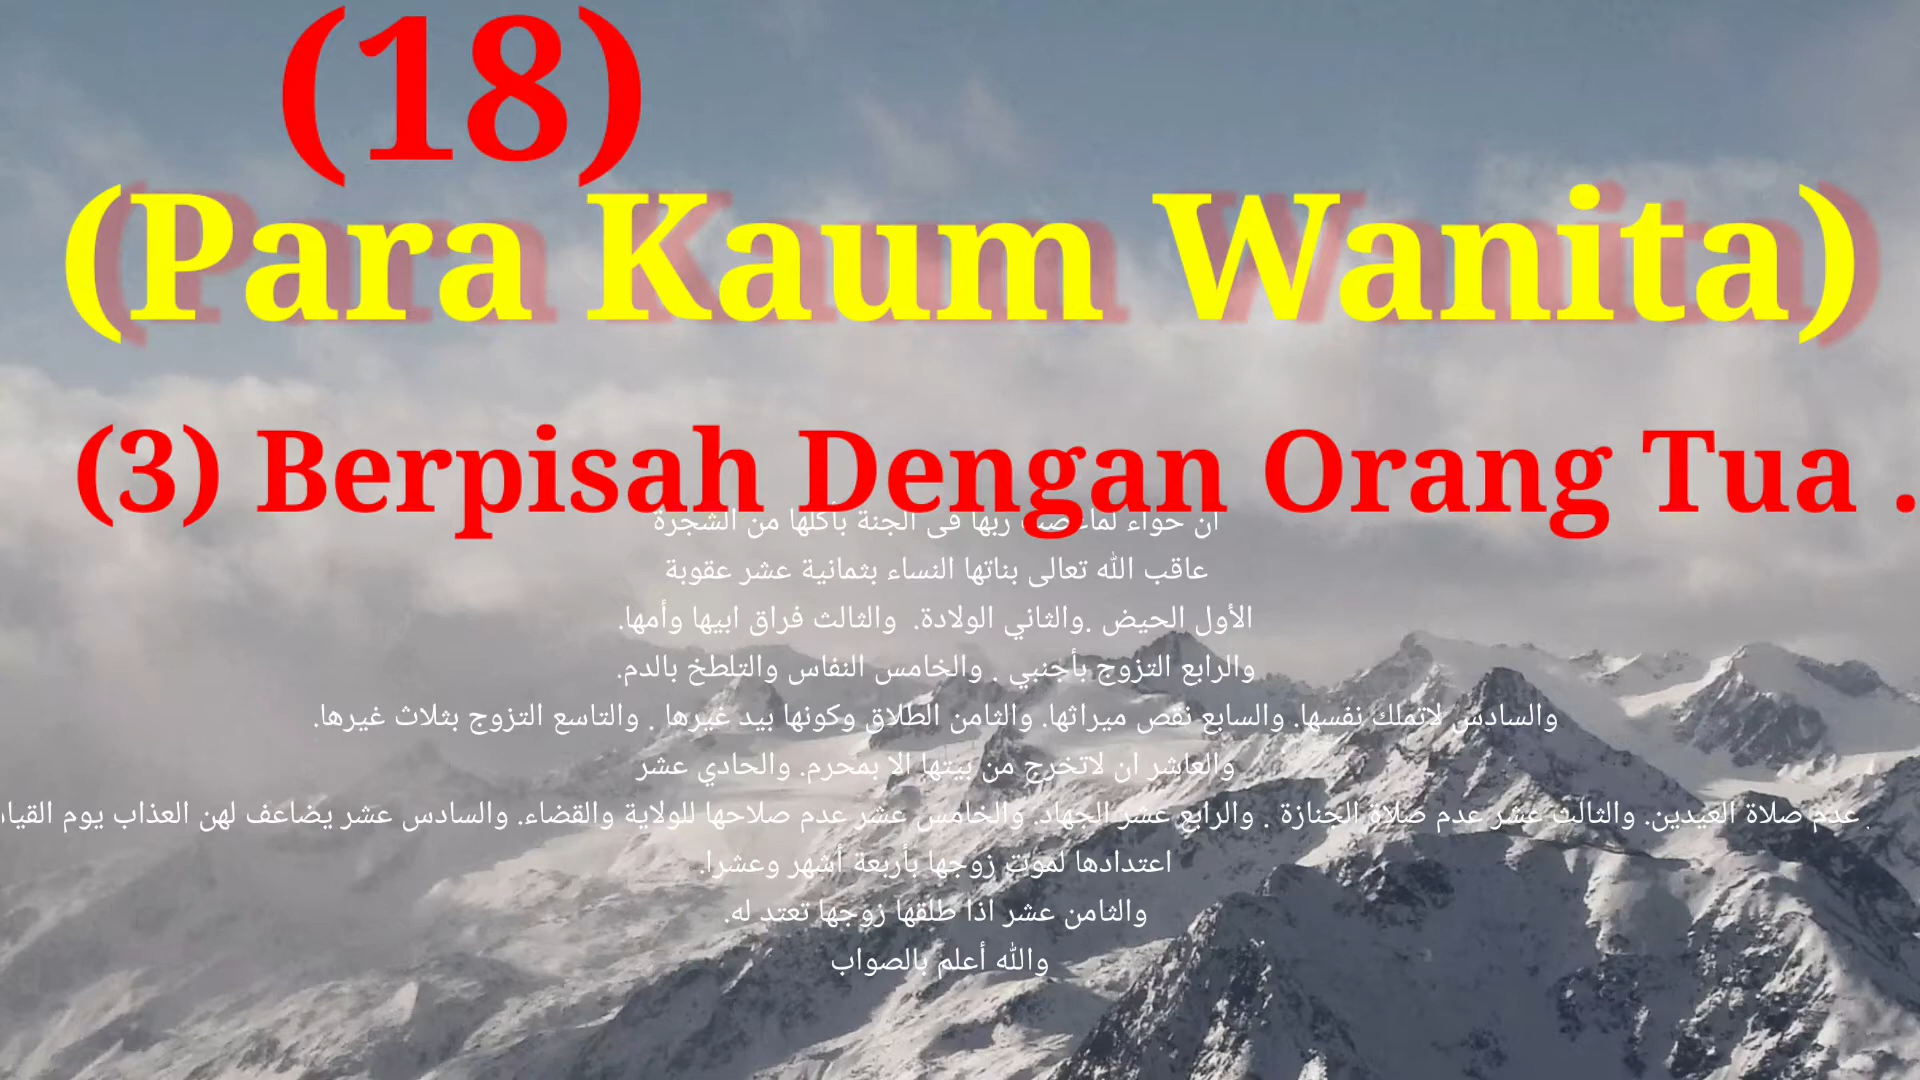 (18)
(Para Kaum Wanita)
(3) Berpisah Dengan Orang Tua .
ان حواء ربها فى الجنة بأكلها من الشجرة
عاقب الله تعالى بناتها النساء بثمانية عشر عقوبة
الأول الحيض .والثاني الولادة. والثالث فراق ابيها وأمها.
والرابع التزوج بأجنبي . والخامس النفاس والتلطخ بالدم.
والسادس لاتملك نفسها. والسابع نقص ميراثها. والثامن الطلاق وكونها بيد غيرها . والتاسع التزوج بثلاث غيرها.
والعاشر ان لاتخرج من بيتها الا بمحرم. والحادي عشر
عدم صلاة العيدين. والثالث عشر عدم صلاة الجنازة . والرابع عشر الجهاد. والخامس عشر عدم صلاحها للولاية والقضاء. والسادس عشر يضاعف لهن العذاب يوم
اعتدادها لموت زوجها بأربعة أشهر وعشرا.
والثامن عشر اذا طلقها زوجها تعتد له.
والله أعلم بالصواب